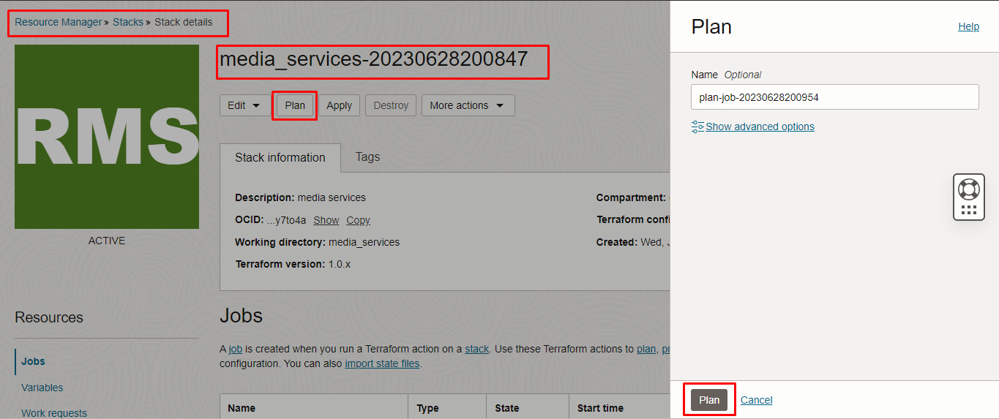 Resource Manager » Stacks » Stack details
RMS
ACTIVE
media_services-20230628200847
Edit Plan Apply Destroy More actions
Stack information Tags
Description: media services
OCID: ...y7to4a Show Copy
Working directory: media_services
Terraform version: 1.0.x
Compartment:
Terraform confi
Created: Wed,
Resources
Jobs
Variables
Work requests
Jobs
A job is created when you run a Terraform action on a stack. Use these Terraform actions to plan, pr
configuration. You can also import state files.
Name Type State Start time
Plan
Help
Name Optional
plan-job-20230628200954
Show advanced options
Plan Cancel